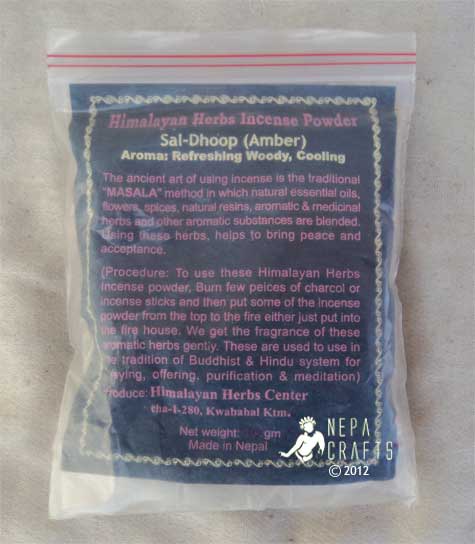 Himalayan Herbs Incense Powder
Sal-Dhoop (Amber)
Aroma: Refreshing Woody, Cooling
The ancient art of using incense is the traditional
"MASALA" method in which natural essential oils,
flowers, spices, natural resins, aromatic & medicinal
herbs and other aromatic substances are blended.
Using these herbs, helps to bring peace and
acceptance.
(Procedure: To use these Himalayan Herbs
Incense powder, Burn few peices of charcol or
incense sticks and then put some of the incense
powder from the top to the fire either just put into
the fire house. We get the fragrance of these
aromatic herbs gently. These are used to use in
the tradition of Buddhist & Hindu system for
praying, offering, purification & meditation)
Produce: Himalayan Herbs Center
cha-1-280, Kwabahal Ktm.
Net weight: gm
Made in Nepal
NEPA
CRAFTS
© 2012